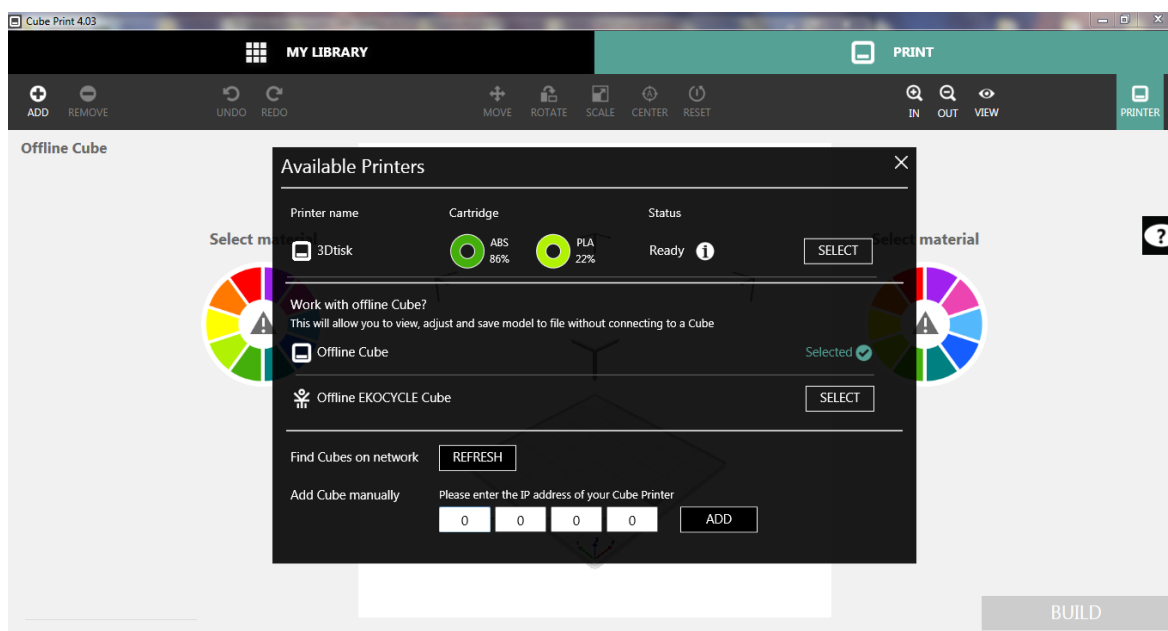 Cube Print 4.03
MY LIBRARY
PRINT
ADD
REMOVE
UNDO
REDO
MOVE
ROTATE
SCALE
CENTER
RESET
IN
OUT
VIEW
PRINTER
Offline Cube
Select material
Select material
?
Available Printers
Printer name Cartridge Status
3Dtisk
ABS
86%
PLA
22%
Ready
SELECT
Work with offline Cube?
This will allow you to view, adjust and save model to file without connecting to a Cube
Offline Cube
Selected
Offline EKOCYCLE Cube
SELECT
Find Cubes on network
REFRESH
Add Cube manually
Please enter the IP address of your Cube Printer
0 0 0 0
ADD
BUILD